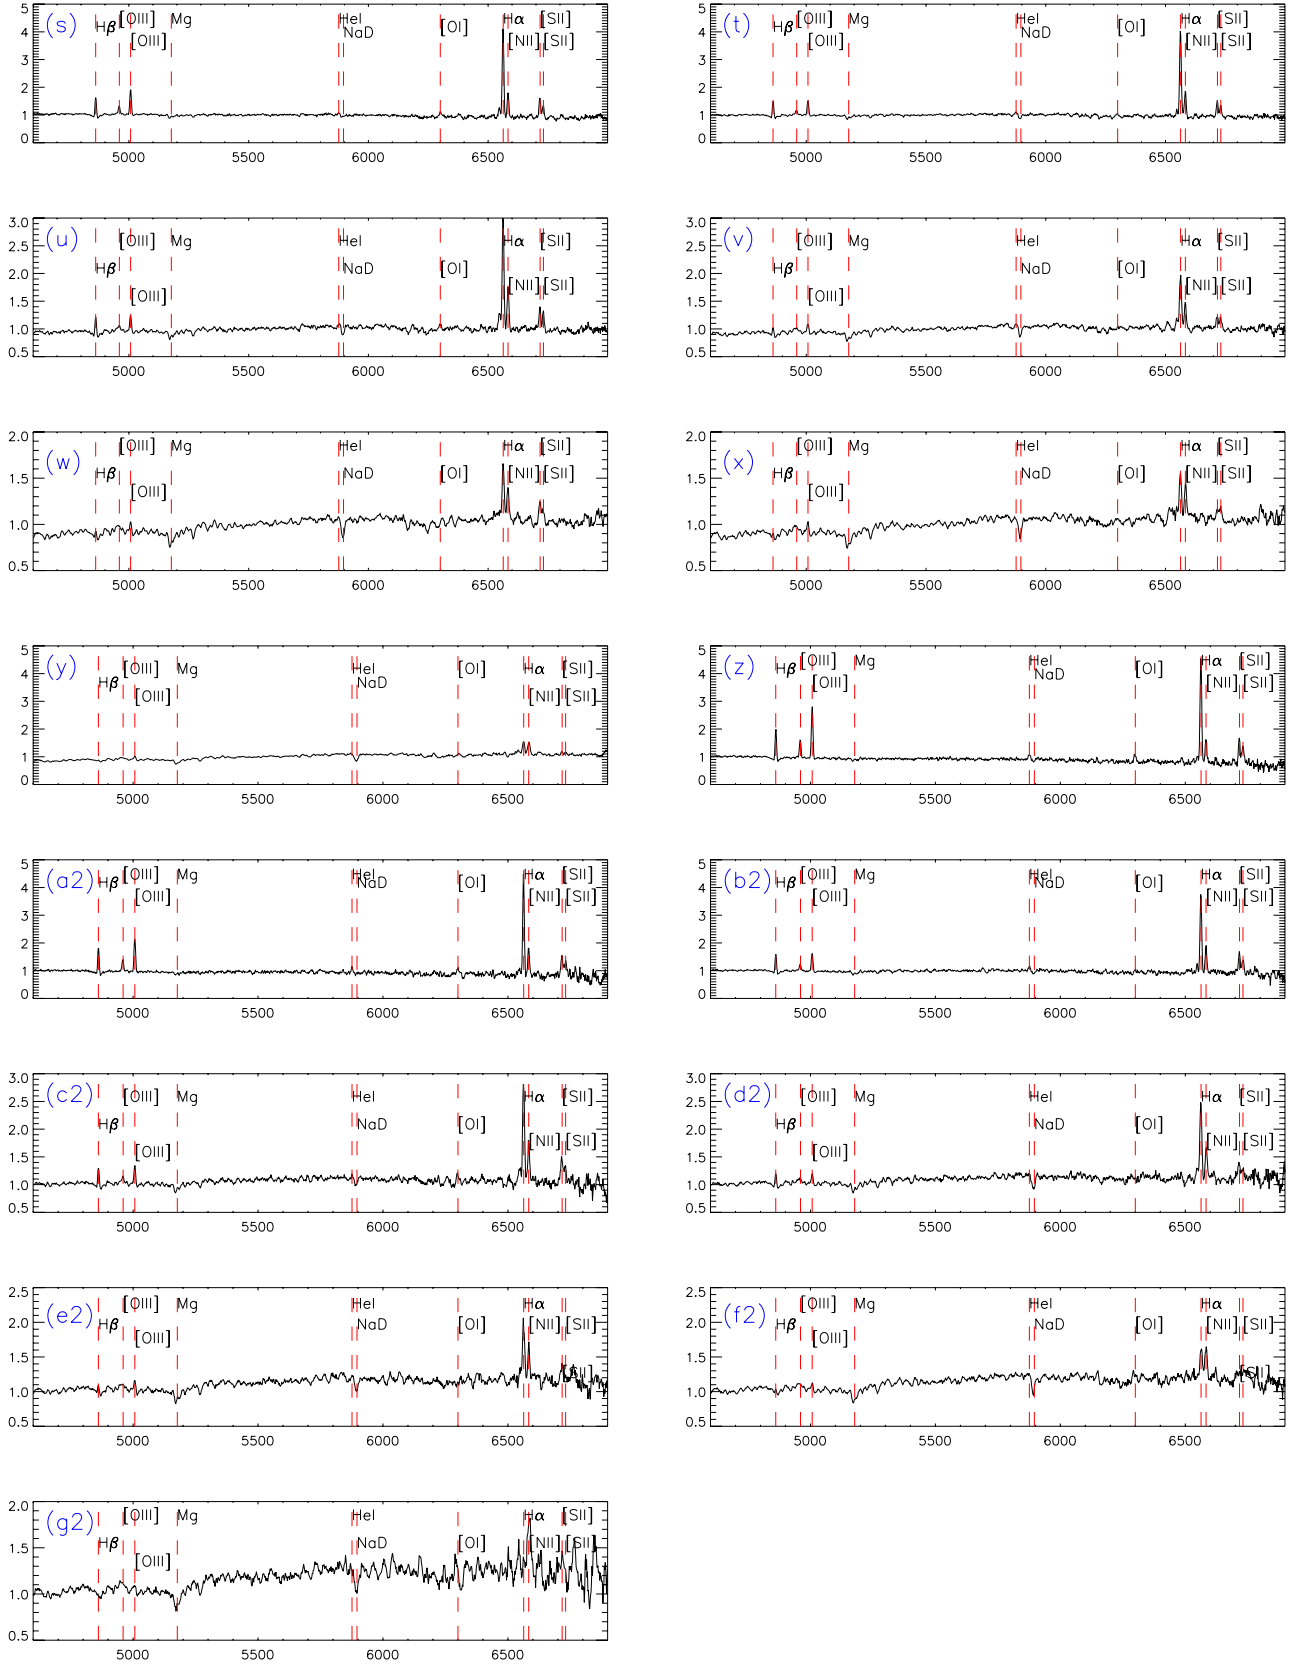 (s)
Hβ [OIII] Mg HeI [OI] Hα [SII]
[OIII] NaD [NII] [SII]
5
4
3
2
1
0
5000 5500 6000 6500
(t)
Hβ [OIII] Mg HeI [OI] Hα [SII]
[OIII] NaD [NII] [SII]
5
4
3
2
1
0
5000 5500 6000 6500
(u)
[OIII] Mg HeI Hα [SII]
Hβ NaD [OI]
[OIII] [NII] [SII]
3.0
2.5
2.0
1.5
1.0
0.5
5000 5500 6000 6500
(v)
[OIII] Mg HeI Hα [SII]
Hβ NaD [OI]
[OIII] [NII] [SII]
3.0
2.5
2.0
1.5
1.0
0.5
5000 5500 6000 6500
(w)
[OIII] Mg HeI Hα [SII]
Hβ NaD [OI] [NII] [SII]
[OIII]
2.0
1.5
1.0
0.5
5000 5500 6000 6500
(x)
[OIII] Mg HeI Hα [SII]
Hβ NaD [OI] [NII] [SII]
[OIII]
2.0
1.5
1.0
0.5
5000 5500 6000 6500
(y)
[OIII] Mg HeI [OI] Hα [SII]
Hβ NaD
[OIII] [NII] [SII]
5
4
3
2
1
0
5000 5500 6000 6500
(z)
Hβ [OIII] Mg HeI [OI] Hα [SII]
[OIII] NaD [NII] [SII]
5
4
3
2
1
0
5000 5500 6000 6500
(a2)
Hβ [OIII] Mg HeI [OI] Hα [SII]
[OIII] NaD [NII] [SII]
5
4
3
2
1
0
5000 5500 6000 6500
(b2)
Hβ [OIII] Mg HeI [OI] Hα [SII]
[OIII] NaD [NII] [SII]
5
4
3
2
1
0
5000 5500 6000 6500
(c2)
[OIII] Mg HeI Hα [SII]
Hβ NaD [OI]
[OIII] [NII] [SII]
3.0
2.5
2.0
1.5
1.0
0.5
5000 5500 6000 6500
(d2)
[OIII] Mg HeI Hα [SII]
Hβ NaD [OI]
[OIII] [NII] [SII]
3.0
2.5
2.0
1.5
1.0
0.5
5000 5500 6000 6500
(e2)
[OIII] Mg HeI Hα [SII]
Hβ NaD [OI] [NII] [SII]
[OIII]
[SII]
2.5
2.0
1.5
1.0
0.5
5000 5500 6000 6500
(f2)
[OIII] Mg HeI Hα [SII]
Hβ NaD [OI] [NII] [SII]
[OIII]
[SII]
2.5
2.0
1.5
1.0
0.5
5000 5500 6000 6500
(g2)
[OIII] Mg HeI Hα [SII]
Hβ NaD [OI] [NII] [SII]
[OIII]
2.0
1.5
1.0
0.5
5000 5500 6000 6500